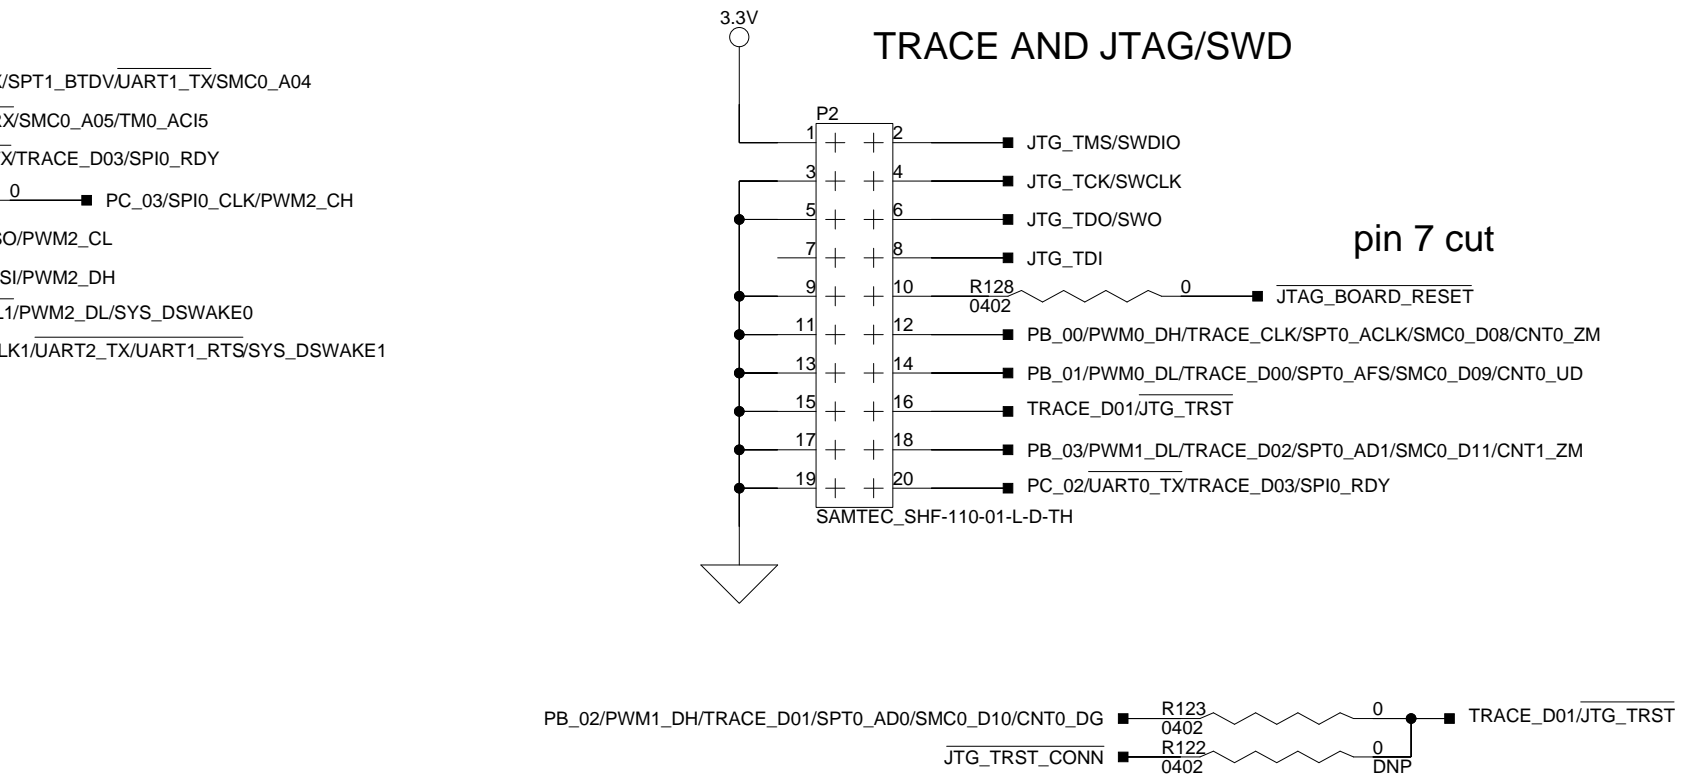 3.3V
TRACE AND JTAG/SWD
/SPT1_BTDV/UART1_TX/SMC0_A04
RX/SMC0_A05/TM0_ACI5
TX/TRACE_D03/SPI0_RDY
0 PC_03/SPI0_CLK/PWM2_CH
SO/PWM2_CL
SI/PWM2_DH
L1/PWM2_DL/SYS_DSWAKE0
LK1/UART2_TX/UART1_RTS/SYS_DSWAKE1
P2
1 2 JTG_TMS/SWDIO
3 4 JTG_TCK/SWCLK
5 6 JTG_TDO/SWO
pin 7 cut
7 8 JTG_TDI
9 10 R128 0 JTAG_BOARD_RESET
0402
11 12 PB_00/PWM0_DH/TRACE_CLK/SPT0_ACLK/SMC0_D08/CNT0_ZM
13 14 PB_01/PWM0_DL/TRACE_D00/SPT0_AFS/SMC0_D09/CNT0_UD
15 16 TRACE_D01/JTG_TRST
17 18 PB_03/PWM1_DL/TRACE_D02/SPT0_AD1/SMC0_D11/CNT1_ZM
19 20 PC_02/UART0_TX/TRACE_D03/SPI0_RDY
SAMTEC_SHF-110-01-L-D-TH
PB_02/PWM1_DH/TRACE_D01/SPT0_AD0/SMC0_D10/CNT0_DG R123 0 TRACE_D01/JTG_TRST
0402
JTG_TRST_CONN R122 0
0402 DNP